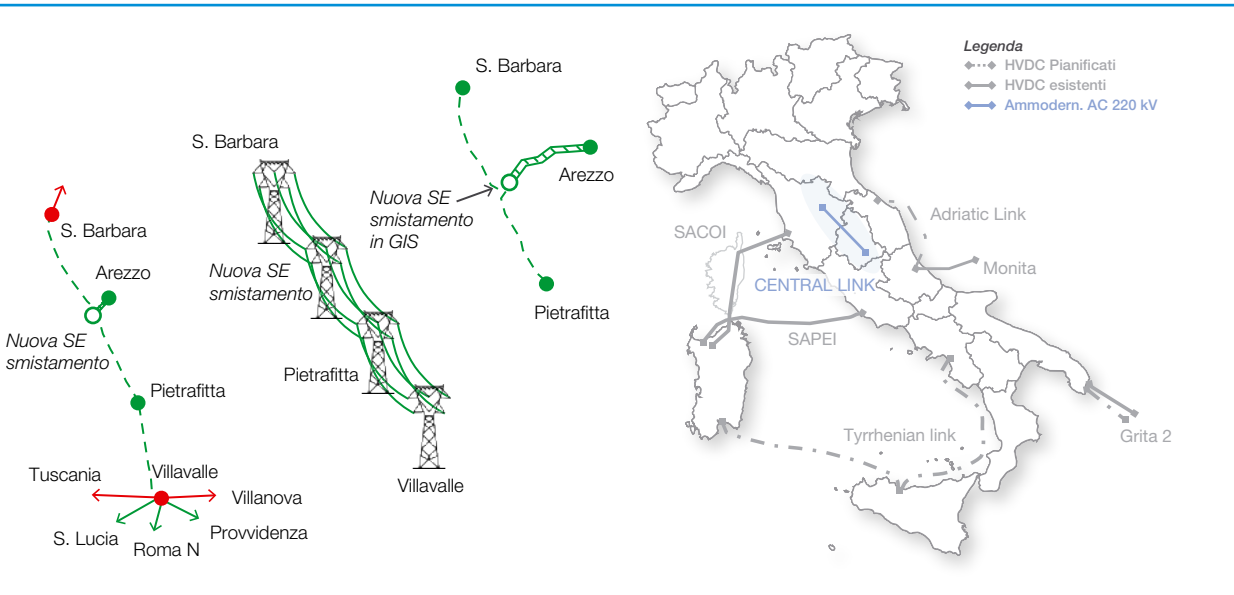 S. Barbara
Arezzo
Nuova SE
smistamento
Pietrafitta
Tuscania
Villavalle
Villanova
S. Lucia
Roma N
Provvidenza
S. Barbara
Nuova SE
smistamento
Pietrafitta
Villavalle
S. Barbara
Arezzo
Nuova SE
smistamento
in GIS
Pietrafitta
Legenda
HVDC Pianificati
HVDC esistenti
Ammodern. AC 220 kV
Adriatic Link
SACOI
Monita
CENTRAL LINK
SAPEI
Tyrrhenian link
Grita 2